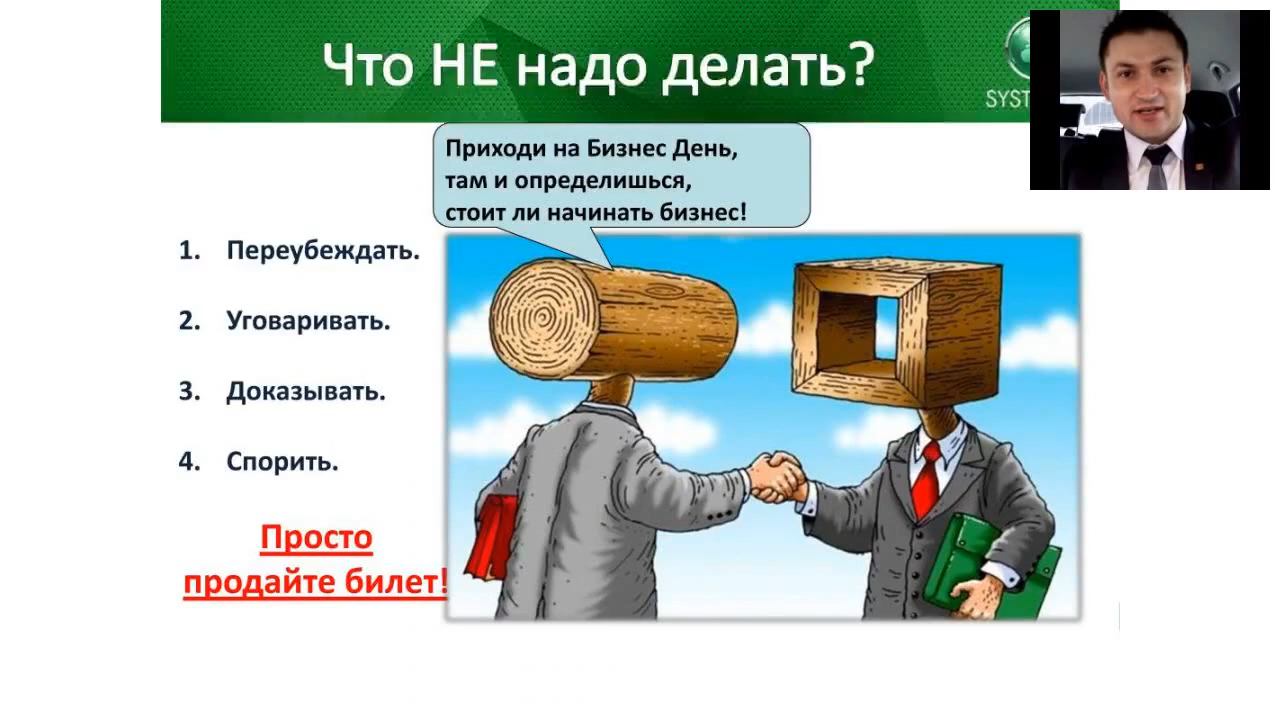 Что НЕ надо делать?
SYST
Приходи на Бизнес День,
там и определишься,
стоит ли начинать бизнес!
1. Переубеждать.
2. Уговаривать.
3. Доказывать.
4. Спорить.
Просто
продайте билет!